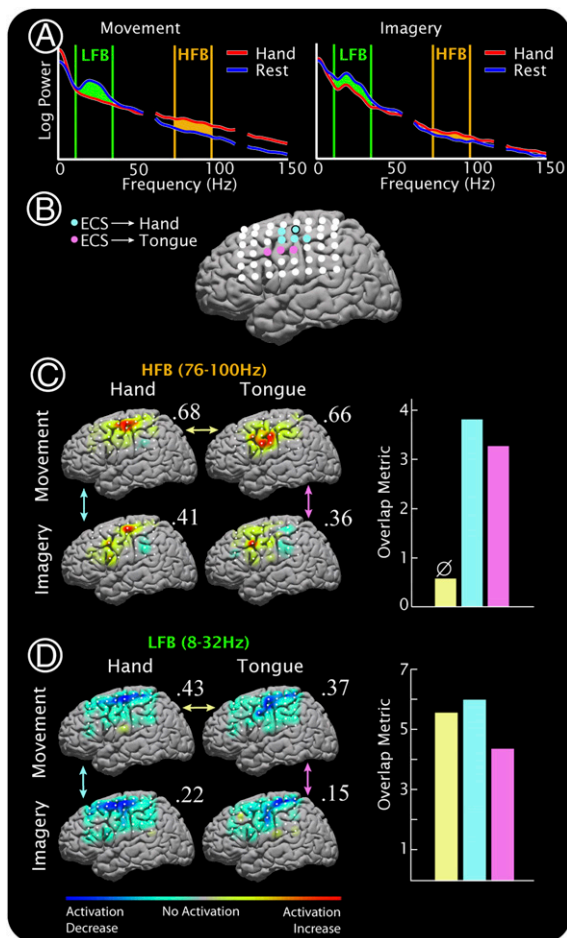 A
Movement
Imagery
LFB
HFB
Hand
Rest
LFB
HFB
Hand
Rest
Log Power
0 50 100 150
0 50 100 150
Frequency (Hz)
Frequency (Hz)
B
ECS → Hand
ECS → Tongue
C
HFB (76-100Hz)
Hand
Tongue
Movement
.68
.66
Imagery
.41
.36
Overlap Metric
4
3
2
1
0
∅
D
LFB (8-32Hz)
Hand
Tongue
Movement
.43
.37
Imagery
.22
.15
Overlap Metric
7
5
3
1
Activation Decrease
No Activation
Activation Increase